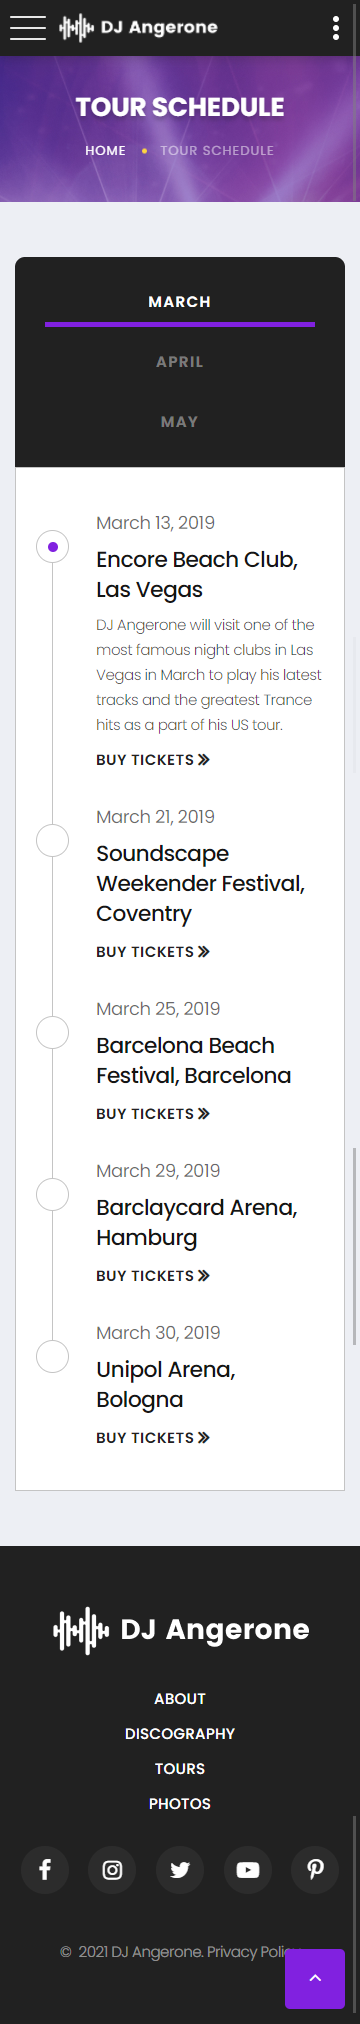 DJ Angerone
TOUR SCHEDULE
HOME • TOUR SCHEDULE
MARCH
APRIL
MAY
March 13, 2019
Encore Beach Club,
Las Vegas
DJ Angerone will visit one of the
most famous night clubs in Las
Vegas in March to play his latest
tracks and the greatest Trance
hits as a part of his US tour.
BUY TICKETS
March 21, 2019
Soundscape
Weekender Festival,
Coventry
BUY TICKETS
March 25, 2019
Barcelona Beach
Festival, Barcelona
BUY TICKETS
March 29, 2019
Barclaycard Arena,
Hamburg
BUY TICKETS
March 30, 2019
Unipol Arena,
Bologna
BUY TICKETS
DJ Angerone
ABOUT
DISCOGRAPHY
TOURS
PHOTOS
© 2021 DJ Angerone. Privacy Policy